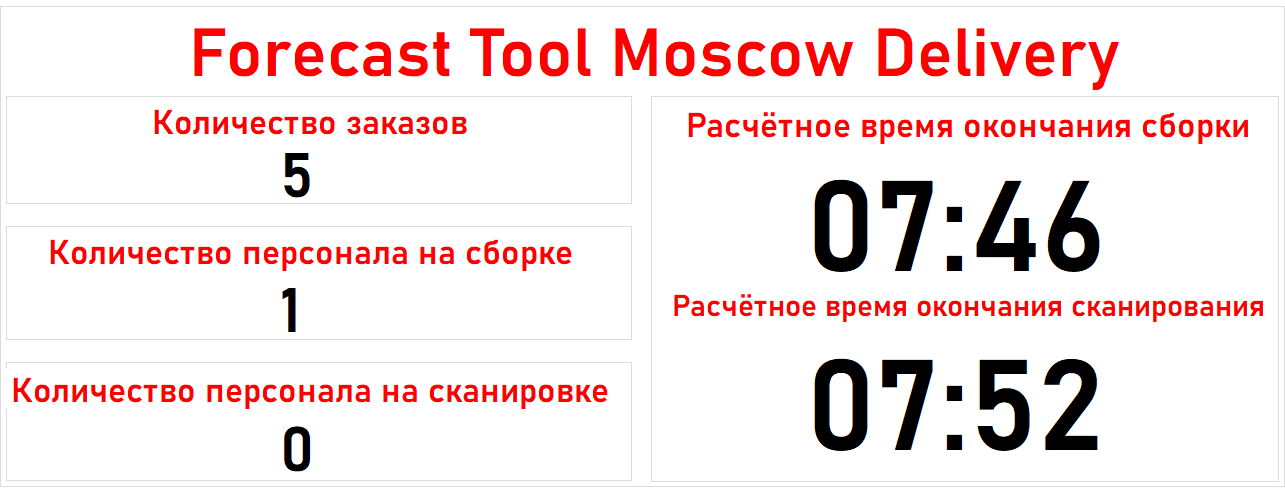 Forecast Tool Moscow Delivery
Количество заказов
5
Количество персонала на сборке
1
Количество персонала на сканировке
0
Расчётное время окончания сборки
07:46
Расчётное время окончания сканирования
07:52